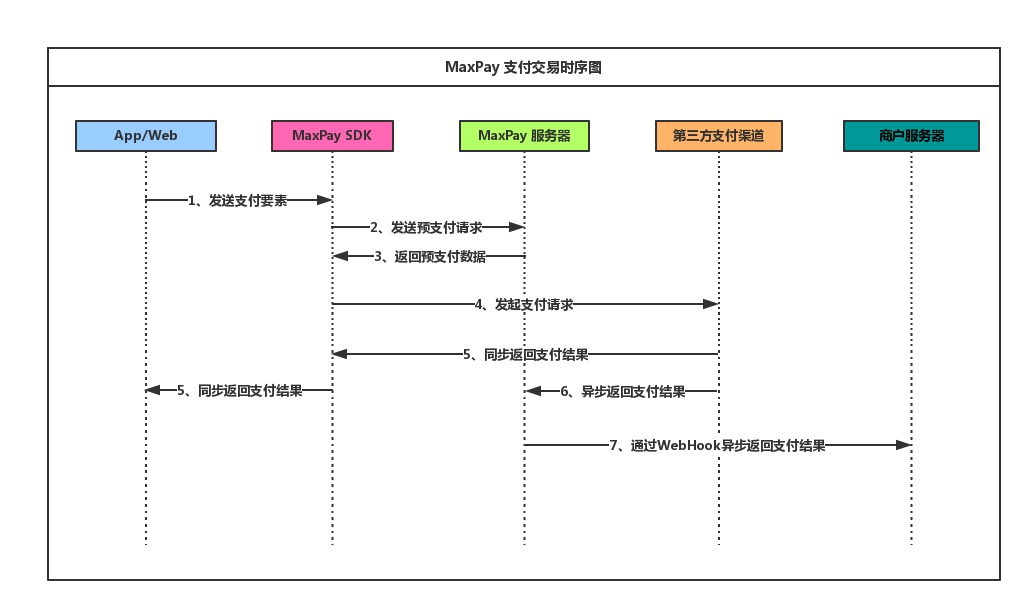 MaxPay 支付交易时序图
App/Web
MaxPay SDK
MaxPay 服务器
第三方支付渠道
商户服务器
1、发送支付要素
2、发送预支付请求
3、返回预支付数据
4、发起支付请求
5、同步返回支付结果
5、同步返回支付结果
6、异步返回支付结果
7、通过WebHook异步返回支付结果